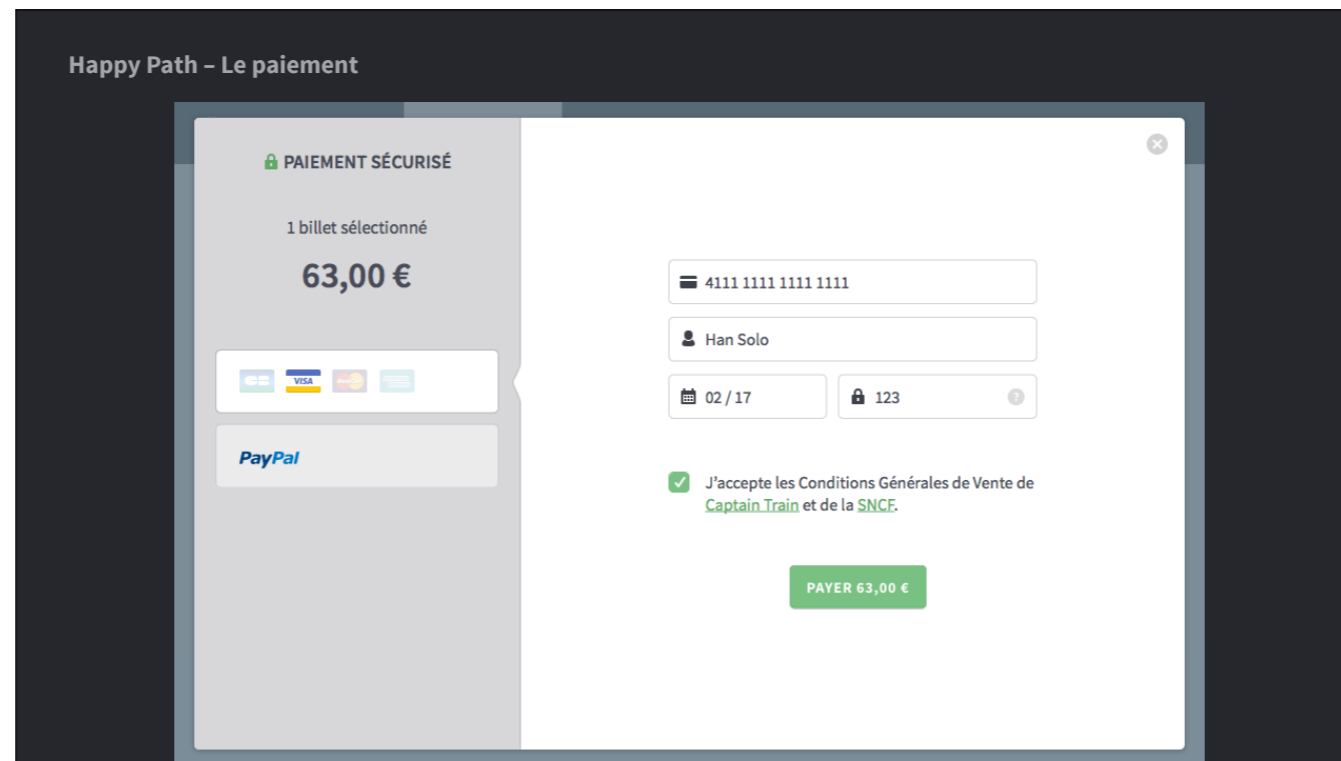 Happy Path – Le paiement
PAIEMENT SÉCURISÉ
1 billet sélectionné
63,00 €
VISA
PayPal
4111 1111 1111 1111
Han Solo
02 / 17
123
?
J’accepte les Conditions Générales de Vente de
Captain Train et de la SNCF.
PAYER 63,00 €